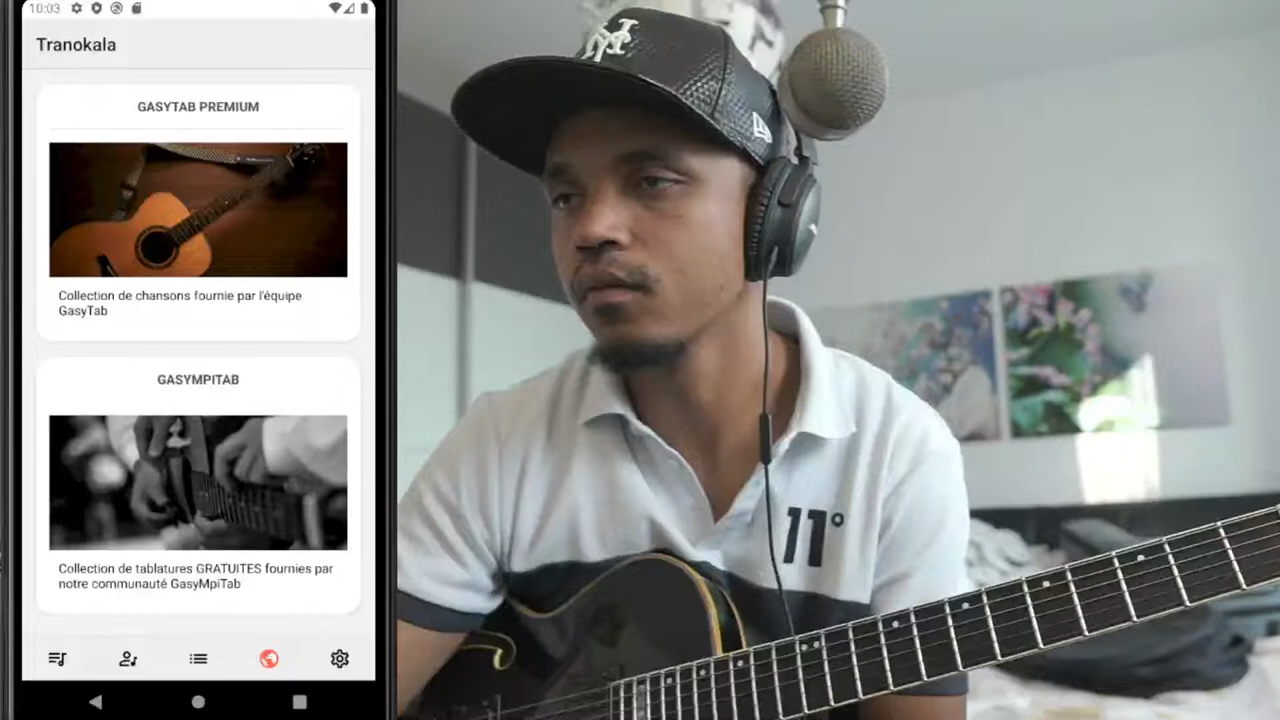 10:03
Tranokala
GASYTAB PREMIUM
Collection de chansons fournie par l'équipe
GasyTab
GASYMPITAB
Collection de tablatures GRATUITES fournies par
notre communauté GasyMpiTab
11°